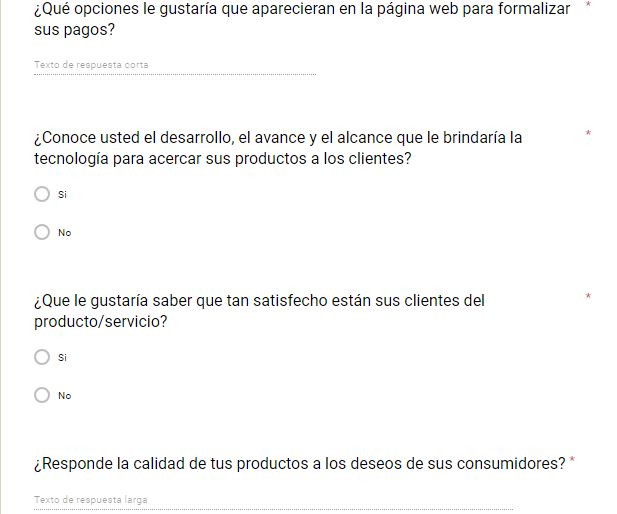 ¿Qué opciones le gustaría que aparecieran en la página web para formalizar *
sus pagos?
Texto de respuesta corta
¿Conoce usted el desarrollo, el avance y el alcance que le brindaría la *
tecnología para acercar sus productos a los clientes?
Si
No
¿Que le gustaría saber que tan satisfecho están sus clientes del *
producto/servicio?
Si
No
¿Responde la calidad de tus productos a los deseos de sus consumidores? *
Texto de respuesta larga